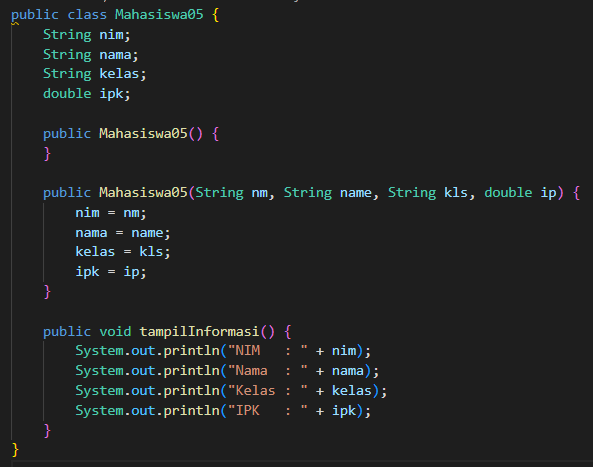 public class Mahasiswa05 {
    String nim;
    String nama;
    String kelas;
    double ipk;

    public Mahasiswa05() {
    }

    public Mahasiswa05(String nm, String name, String kls, double ip) {
        nim = nm;
        nama = name;
        kelas = kls;
        ipk = ip;
    }

    public void tampilInformasi() {
        System.out.println("NIM   : " + nim);
        System.out.println("Nama  : " + nama);
        System.out.println("Kelas : " + kelas);
        System.out.println("IPK   : " + ipk);
    }
}